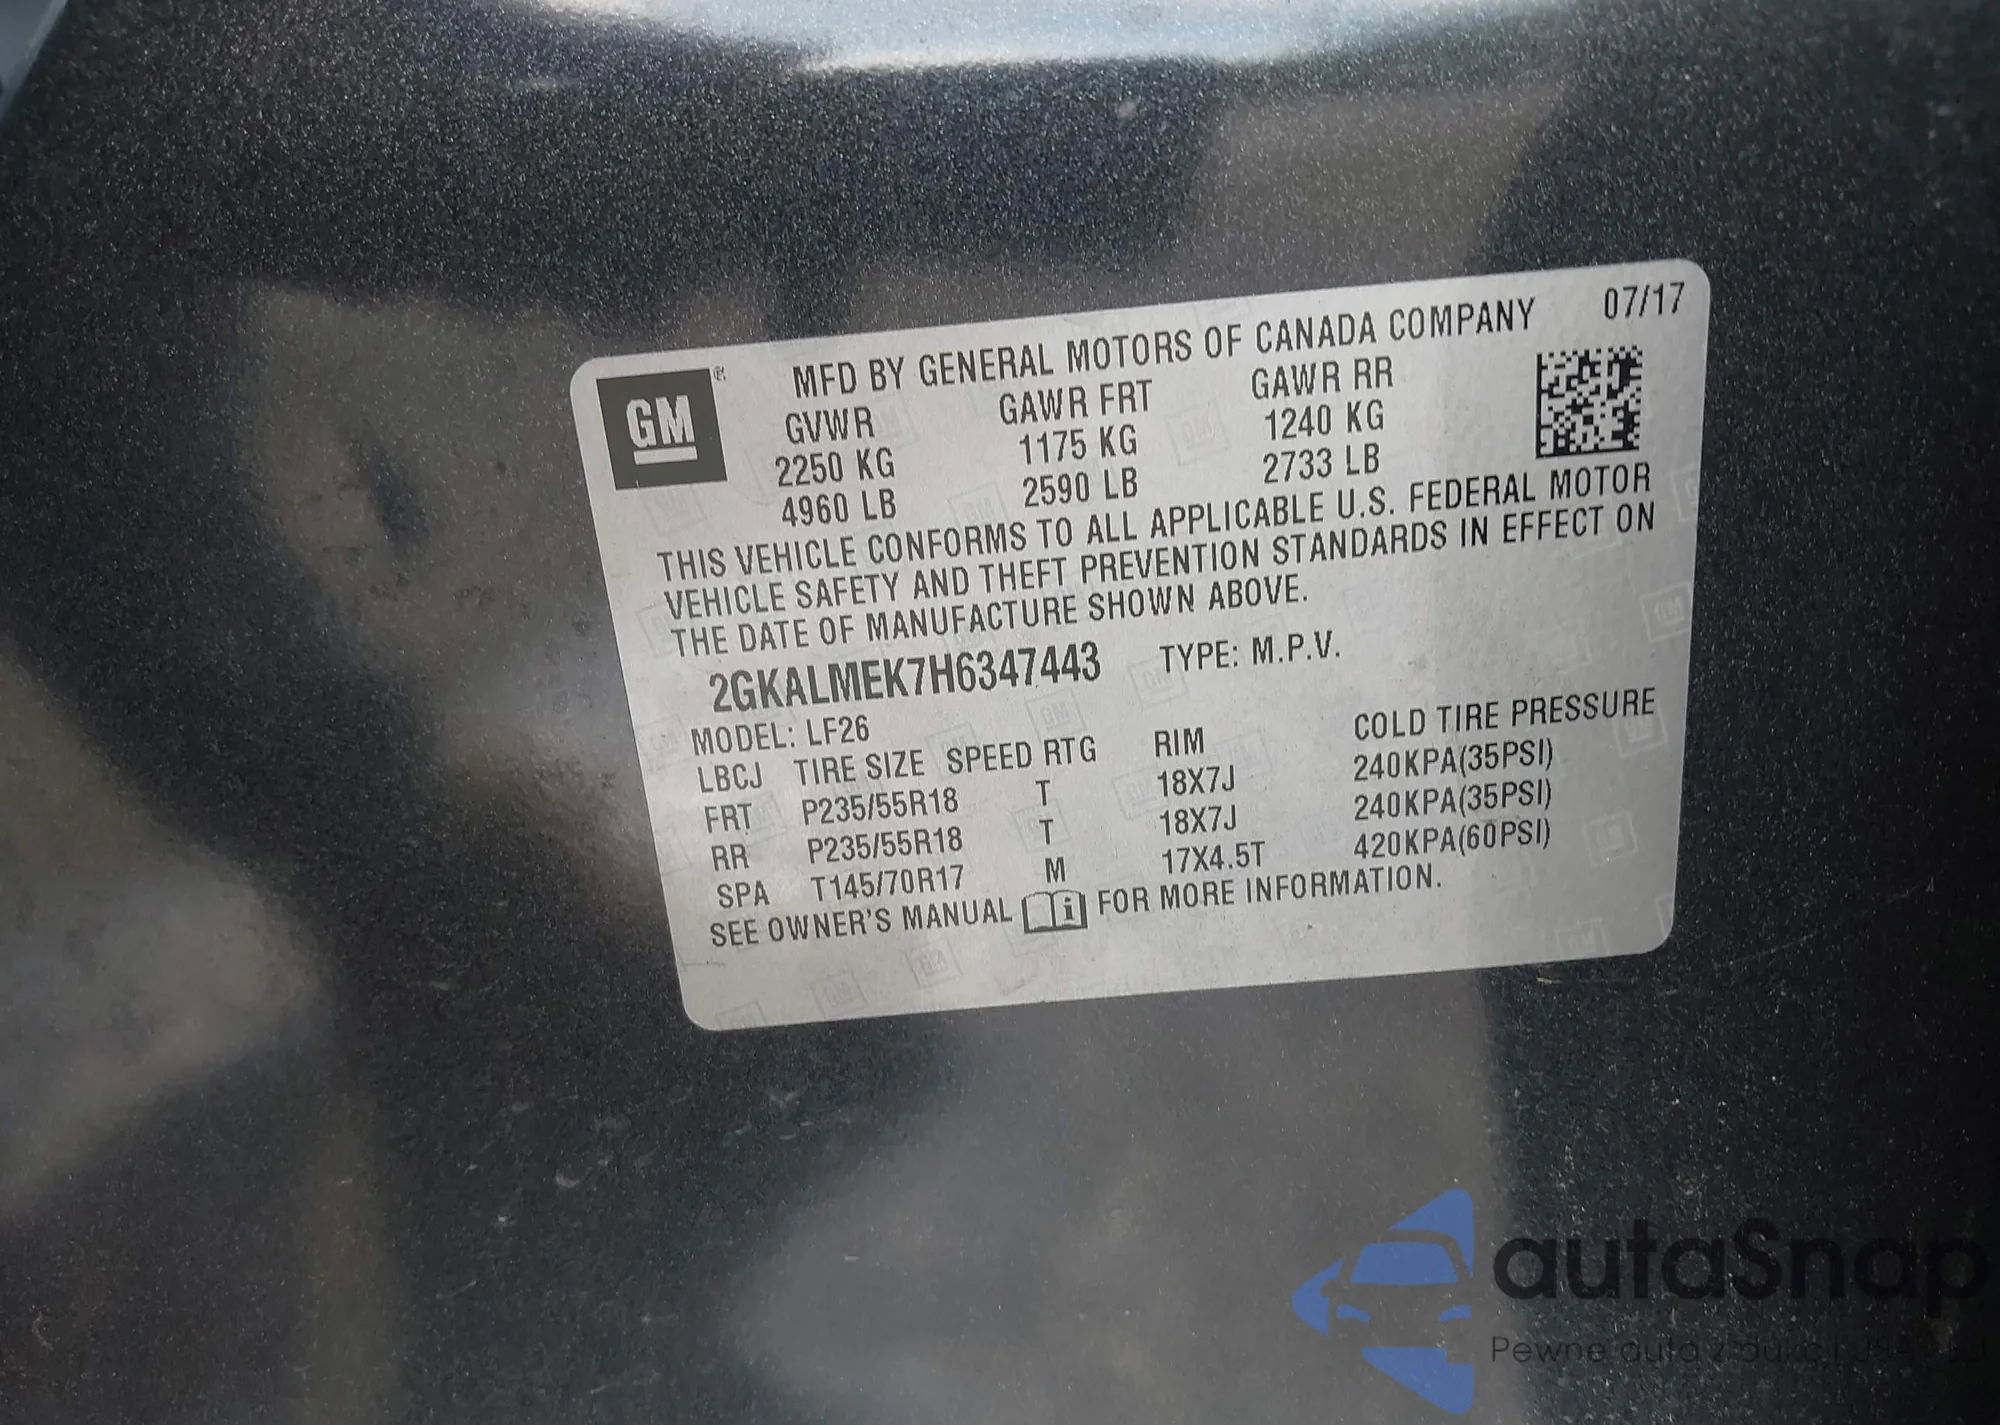 MFD BY GENERAL MOTORS OF CANADA COMPANY 07/17
GM
GVWR GAWR FRT GAWR RR
2250 KG 1175 KG 1240 KG
4960 LB 2590 LB 2733 LB
THIS VEHICLE CONFORMS TO ALL APPLICABLE U.S. FEDERAL MOTOR
VEHICLE SAFETY AND THEFT PREVENTION STANDARDS IN EFFECT ON
THE DATE OF MANUFACTURE SHOWN ABOVE.
2GKALMEK7H6347443 TYPE: M.P.V.
MODEL: LF26
LBCJ TIRE SIZE SPEED RTG RIM COLD TIRE PRESSURE
FRT P235/55R18 T 18X7J 240KPA(35PSI)
RR P235/55R18 T 18X7J 240KPA(35PSI)
SPA T145/70R17 M 17X4.5T 420KPA(60PSI)
SEE OWNER'S MANUAL i FOR MORE INFORMATION.
autaSnap
Pewne auta z aukcji USA